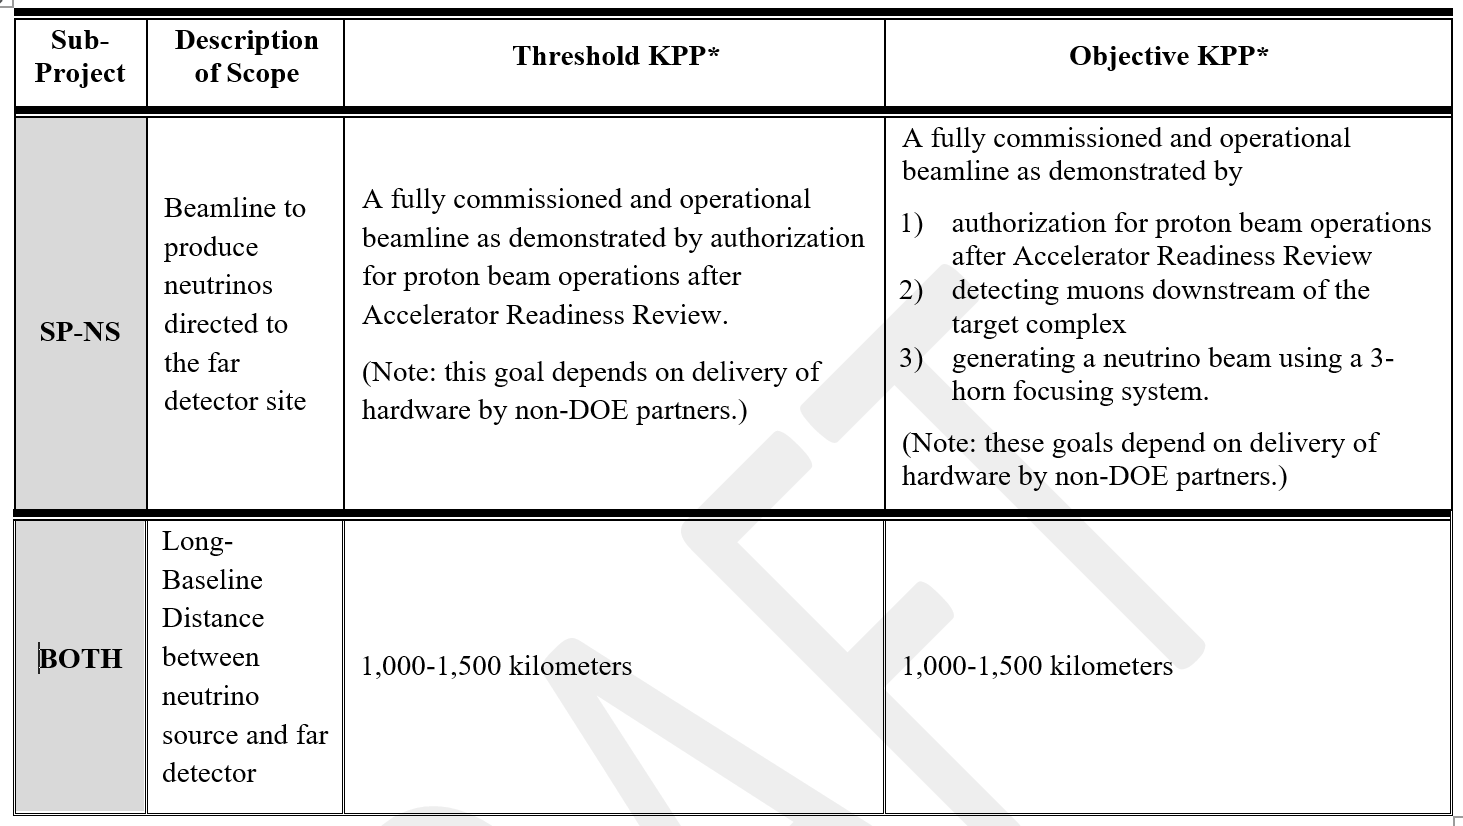 Sub-
Project
Description
of Scope
Threshold KPP*
Objective KPP*
SP-NS
Beamline to
produce
neutrinos
directed to
the far
detector site
A fully commissioned and operational
beamline as demonstrated by authorization
for proton beam operations after
Accelerator Readiness Review.
(Note: this goal depends on delivery of
hardware by non-DOE partners.)
A fully commissioned and operational
beamline as demonstrated by
1) authorization for proton beam operations
after Accelerator Readiness Review
2) detecting muons downstream of the
target complex
3) generating a neutrino beam using a 3-
horn focusing system.
(Note: these goals depend on delivery of
hardware by non-DOE partners.)
BOTH
Long-
Baseline
Distance
between
neutrino
source and far
detector
1,000-1,500 kilometers
1,000-1,500 kilometers